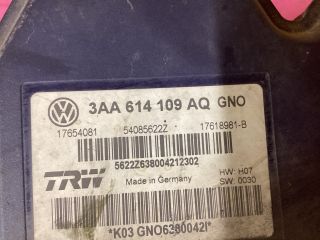 3AA 614 109 AQ GNO
17654081 54085622Z 17618981-B
5622Z638004212302
TRW Made in Germany HW: H07
SW: 0030
*K03 GNO6380042I*